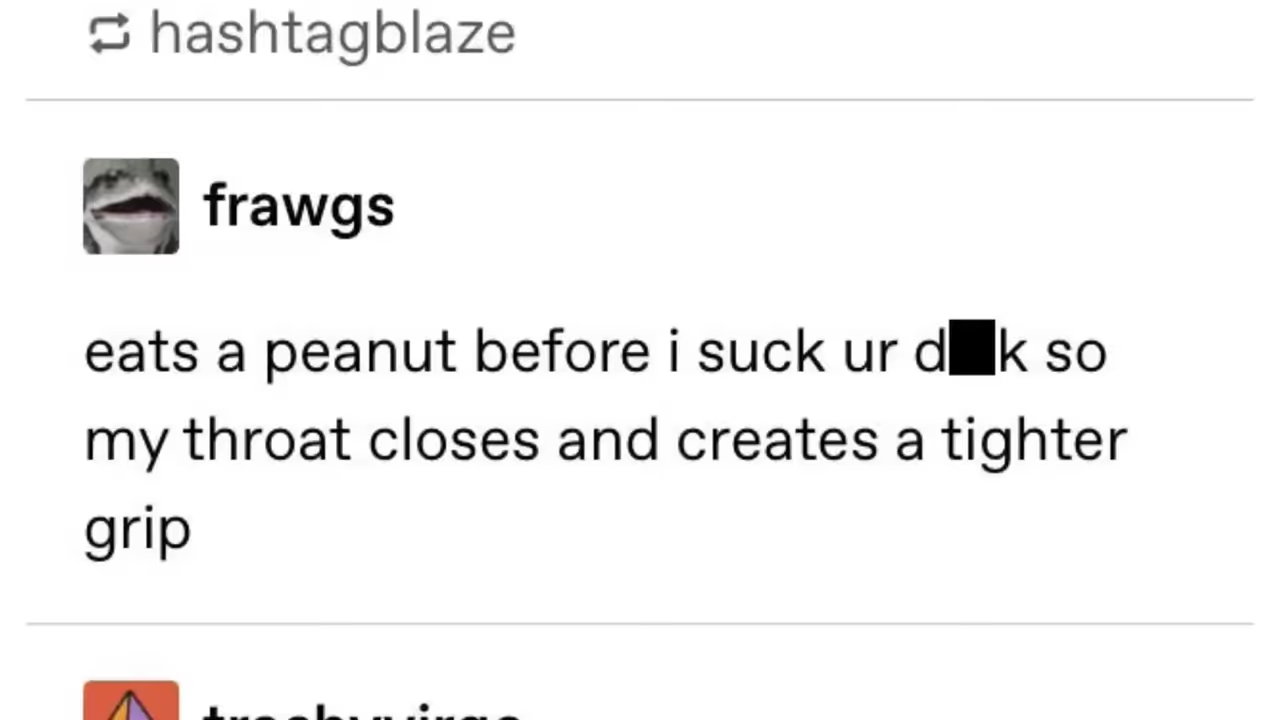 hashtagblaze
frawgs
eats a peanut before i suck ur d█k so
my throat closes and creates a tighter
grip